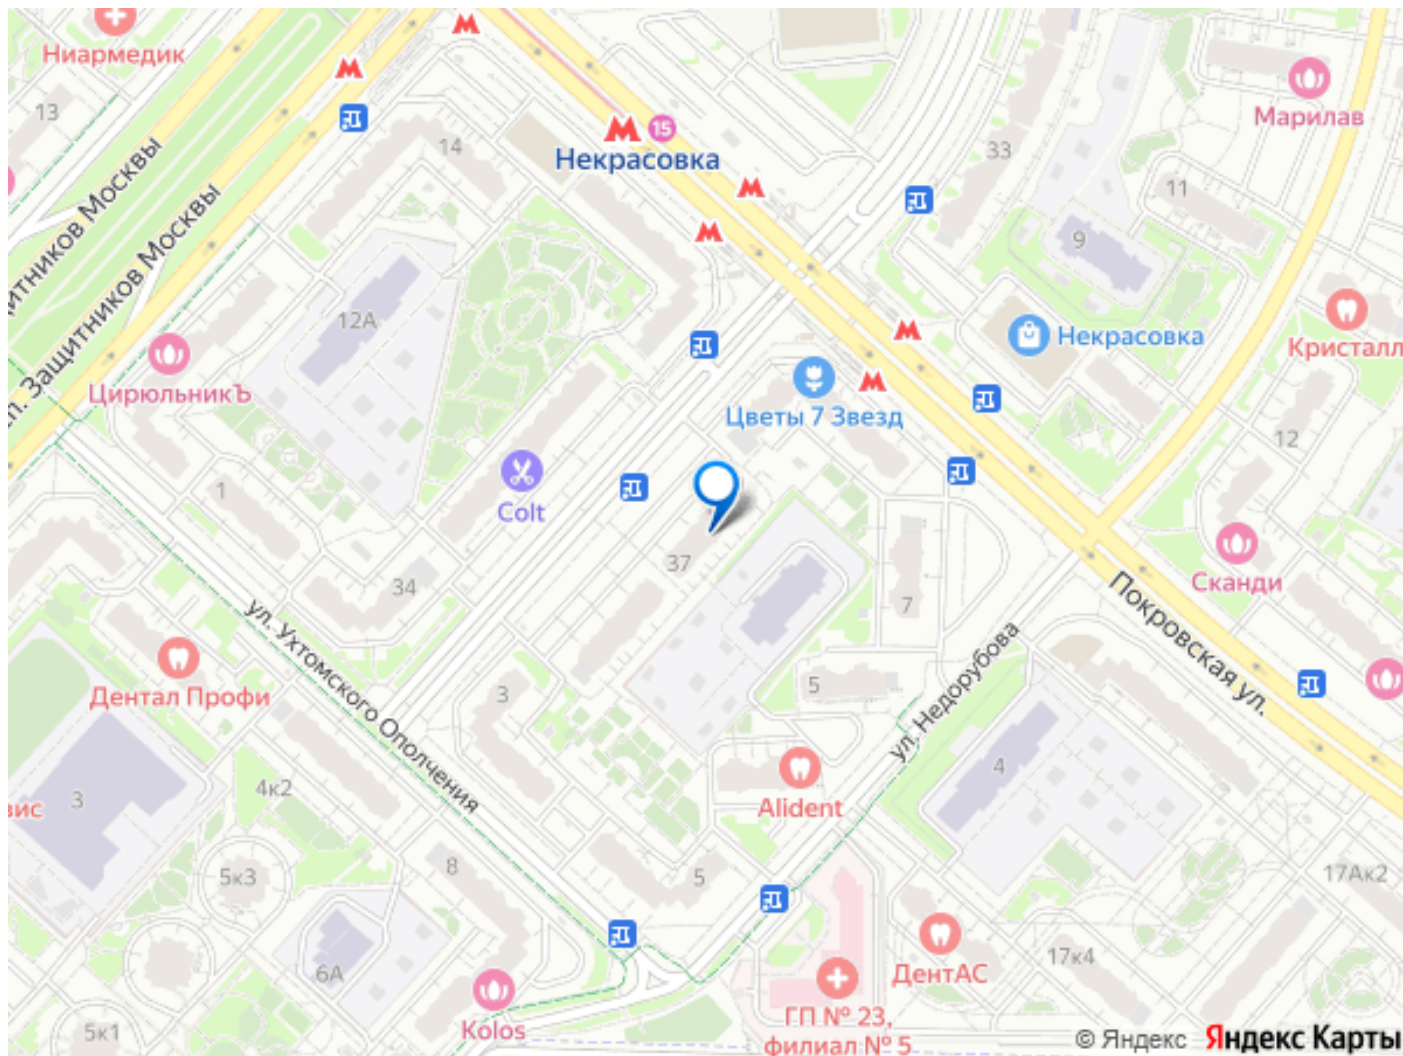 Ниармедик
13
14
15
Некрасовка
33
11
Марилав
9
12А
Некрасовка
Кристалл
ЦирюльникЪ
Цветы 7 Звезд
12
итников Москвы
Защитников Москвы
1
Colt
37
34
7
Сканди
Покровская ул.
ул. Ухтомского Ополчения
Дентал Профи
3
5
ул. Недорубова
4
Alident
4к2
3
вис
8
5к3
5
17Ак2
6А
ДентАС
17к4
Kolos
5к1
ГП № 23,
филиал № 5
© Яндекс Яндекс Карты